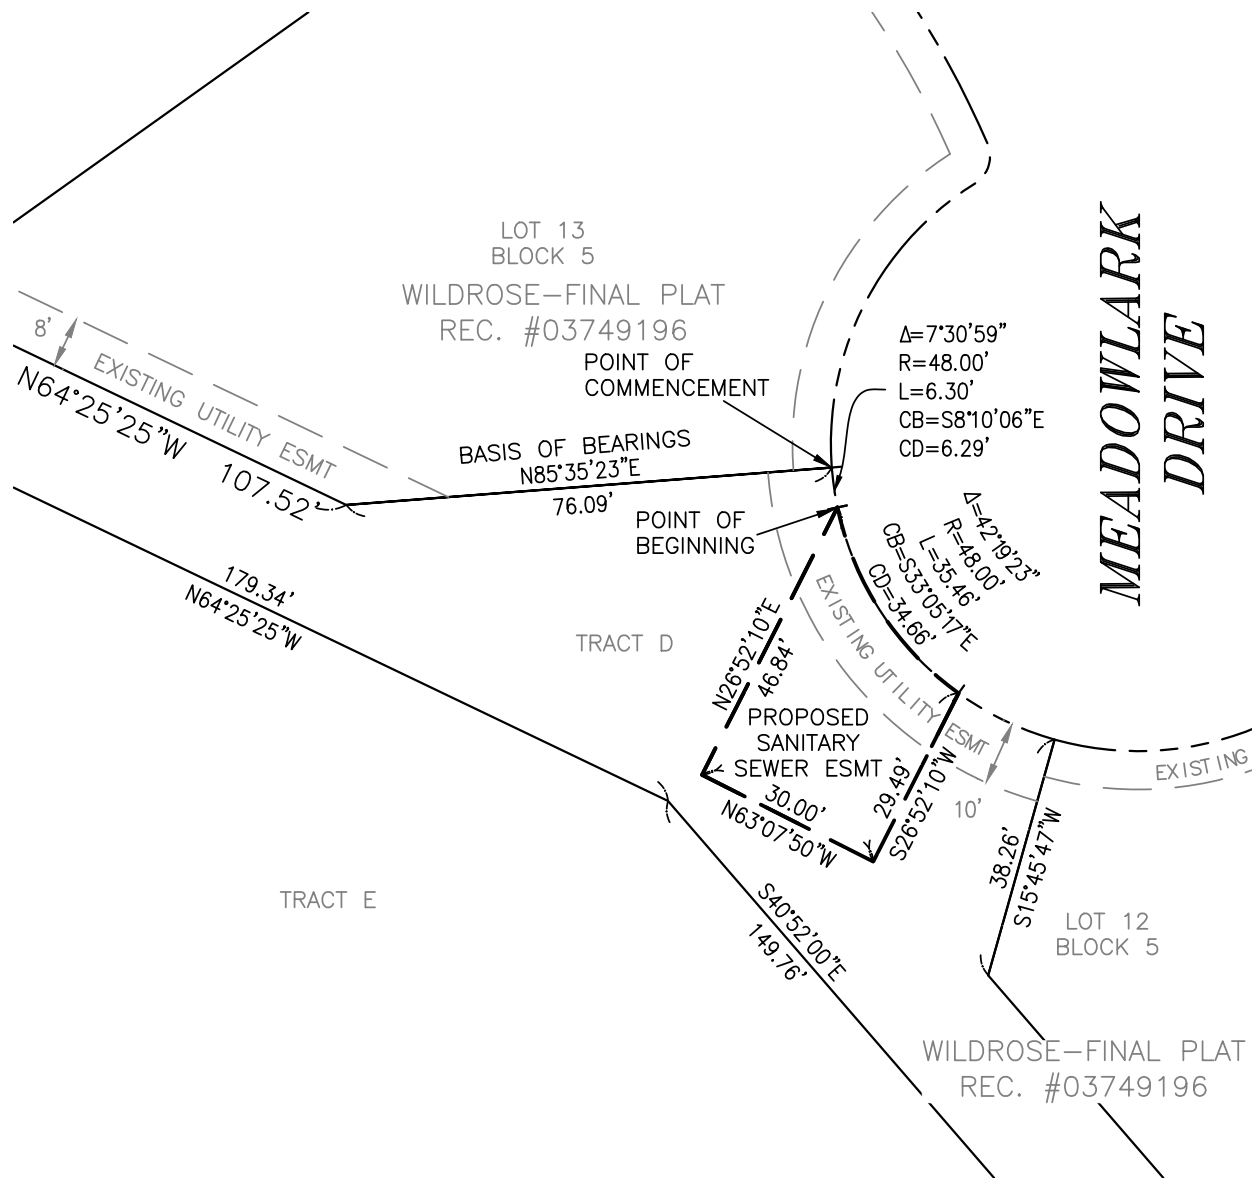 LOT 13
BLOCK 5
WILDROSE–FINAL PLAT
REC. #03749196
MEADOWLARK
DRIVE
8'
EXISTING UTILITY ESMT
N64°25'25"W 107.52'
POINT OF
COMMENCEMENT
Δ=7°30'59"
R=48.00'
L=6.30'
CB=S8°10'06"E
CD=6.29'
BASIS OF BEARINGS
N85°35'23"E
76.09'
POINT OF
BEGINNING
Δ=42°19'23"
R=48.00'
L=35.46'
CB=S33°05'17"E
CD=34.66'
179.34'
N64°25'25"W
TRACT D
EXISTING UTILITY ESMT
N26°52'10"E
46.84'
PROPOSED
SANITARY
SEWER ESMT
30.00'
N63°07'50"W
29.49'
S26°52'10"W
10'
EXISTING
38.26'
S15°45'47"W
TRACT E
S40°52'00"E
149.76'
LOT 12
BLOCK 5
WILDROSE–FINAL PLAT
REC. #03749196